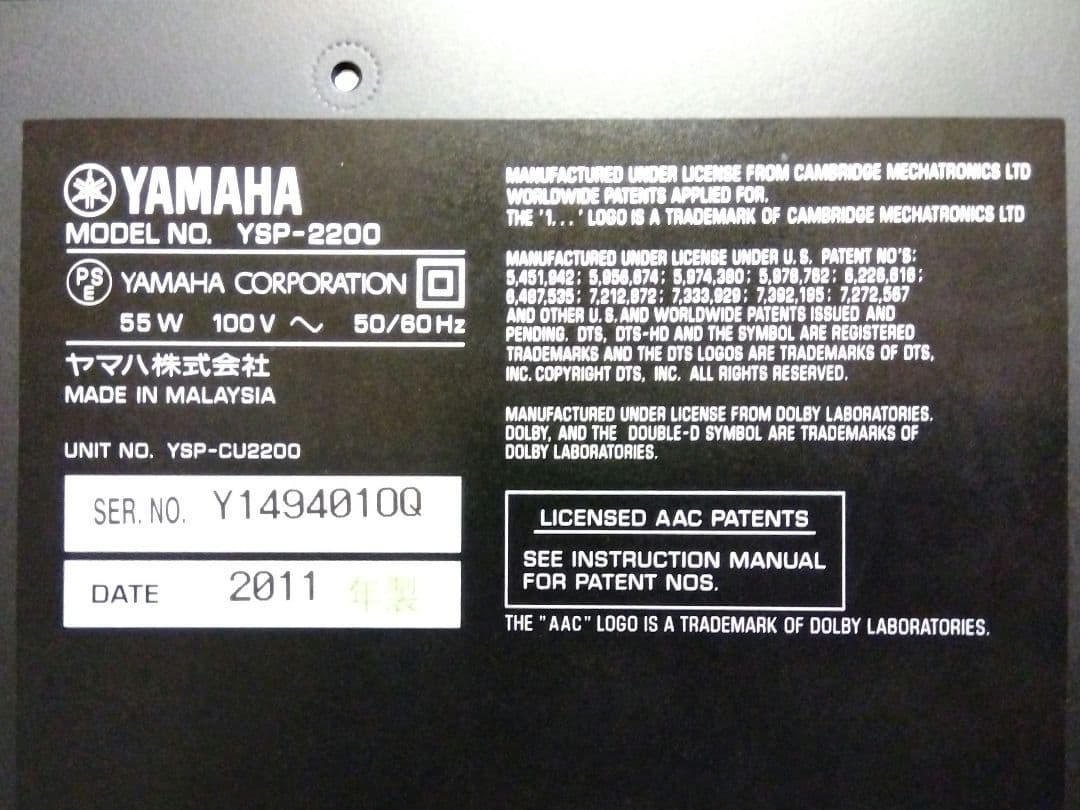 YAMAHA
MODEL NO. YSP-2200
PSE YAMAHA CORPORATION
55W 100V ~ 50/60Hz
ヤマハ株式会社
MADE IN MALAYSIA
UNIT NO. YSP-CU2200
SER. NO. Y149401OQ
DATE 2011 年製
MANUFACTURED UNDER LICENSE FROM CAMBRIDGE MECHATRONICS LTD
WORLDWIDE PATENTS APPLIED FOR.
THE '1...' LOGO IS A TRADEMARK OF CAMBRIDGE MECHATRONICS LTD
MANUFACTURED UNDER LICENSE UNDER U.S. PATENT NO'S:
5,451,942; 5,956,674; 5,974,380; 5,978,762; 6,226,616;
6,487,535; 7,212,872; 7,333,929; 7,392,195; 7,272,567
AND OTHER U.S. AND WORLDWIDE PATENTS ISSUED AND
PENDING. DTS, DTS-HD AND THE SYMBOL ARE REGISTERED
TRADEMARKS AND THE DTS LOGOS ARE TRADEMARKS OF DTS,
INC. COPYRIGHT DTS, INC. ALL RIGHTS RESERVED.
MANUFACTURED UNDER LICENSE FROM DOLBY LABORATORIES.
DOLBY, AND THE DOUBLE-D SYMBOL ARE TRADEMARKS OF
DOLBY LABORATORIES.
LICENSED AAC PATENTS
SEE INSTRUCTION MANUAL
FOR PATENT NOS.
THE "AAC" LOGO IS A TRADEMARK OF DOLBY LABORATORIES.